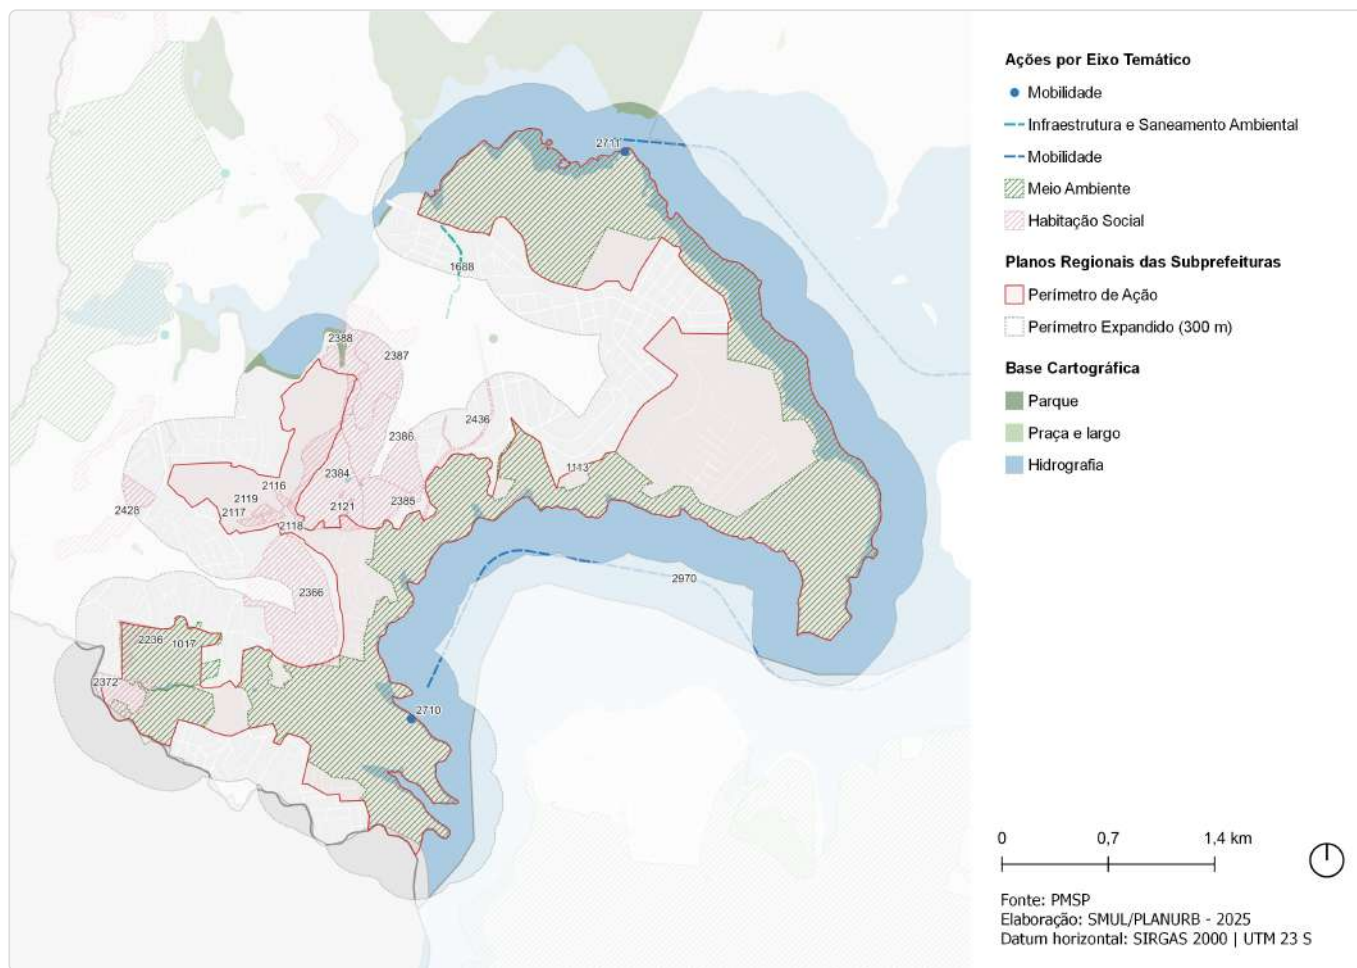 2711
1688
2388
2387
2436
2386
1113
2384
2116
2119
2117
2121
2385
2118
2428
2366
2970
2236
1017
2372
2710
Ações por Eixo Temático
Mobilidade
Infraestrutura e Saneamento Ambiental
Mobilidade
Meio Ambiente
Habitação Social
Planos Regionais das Subprefeituras
Perímetro de Ação
Perímetro Expandido (300 m)
Base Cartográfica
Parque
Praça e largo
Hidrografia
0 0,7 1,4 km
Fonte: PMSP
Elaboração: SMUL/PLANURB - 2025
Datum horizontal: SIRGAS 2000 | UTM 23 S